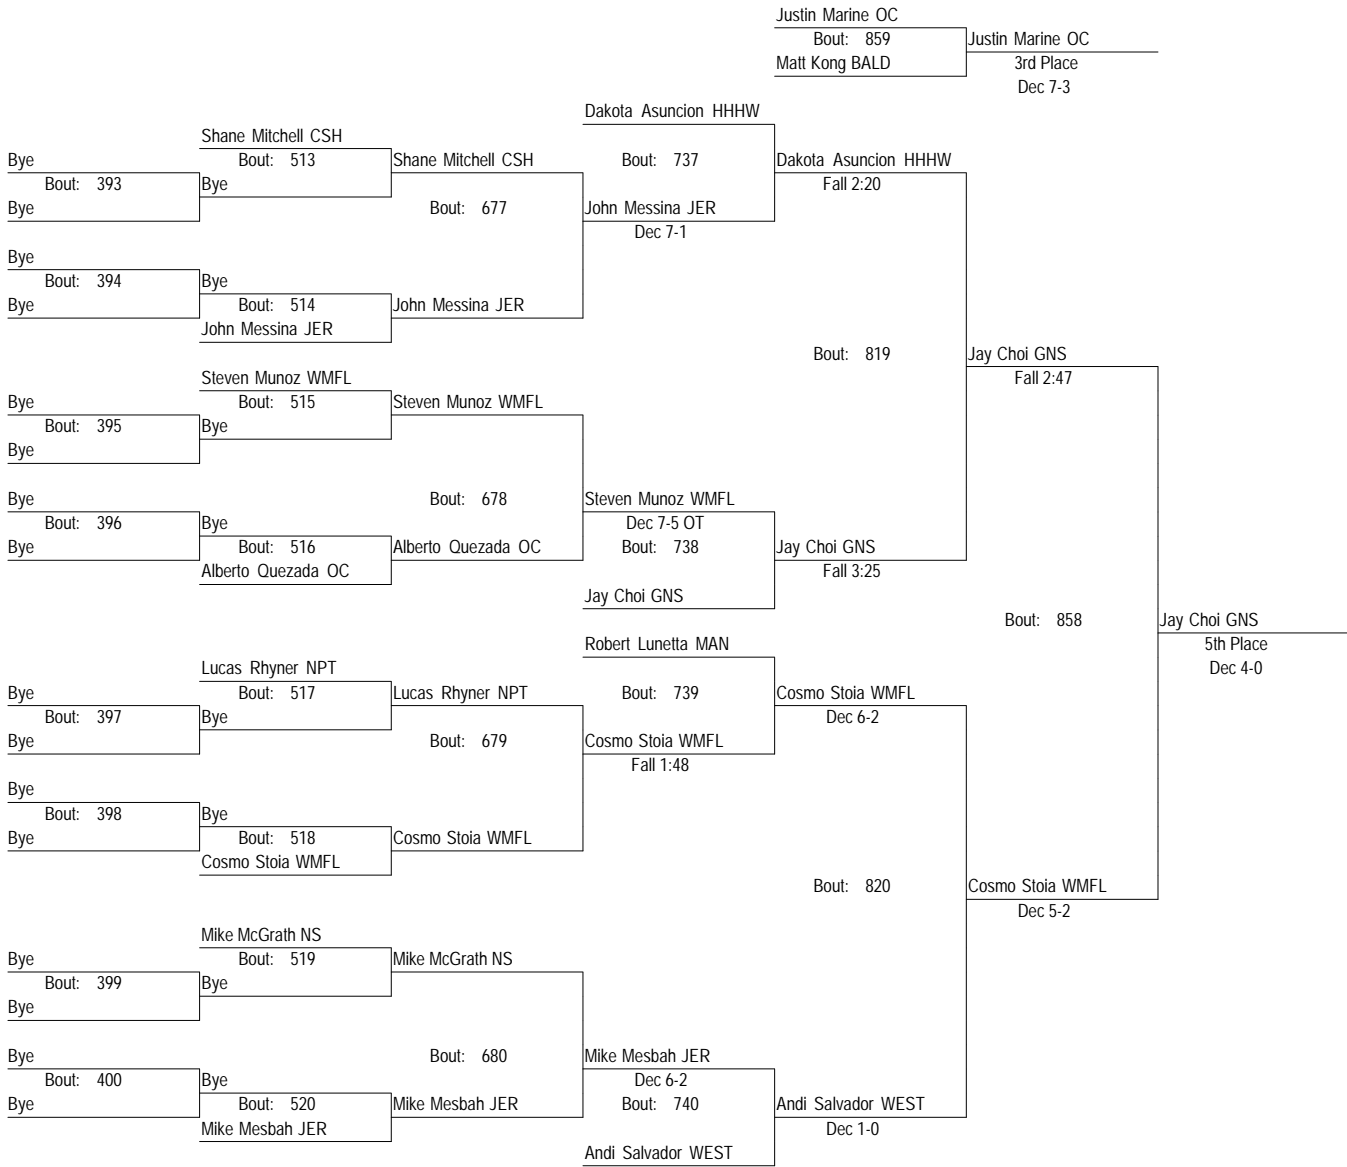 Justin Marine OC
Bout: 859
Justin Marine OC
Matt Kong BALD
3rd Place
Dec 7-3
Dakota Asuncion HHHW
Shane Mitchell CSH
Bye
Bout: 513
Shane Mitchell CSH
Bout: 737
Dakota Asuncion HHHW
Bout: 393
Bye
Fall 2:20
Bye
Bout: 677
John Messina JER
Dec 7-1
Bye
Bout: 394
Bye
Bye
Bout: 514
John Messina JER
John Messina JER
Bout: 819
Jay Choi GNS
Fall 2:47
Steven Munoz WMFL
Bye
Bout: 515
Steven Munoz WMFL
Bout: 395
Bye
Bye
Bye
Bout: 678
Steven Munoz WMFL
Bout: 396
Bye
Dec 7-5 OT
Bye
Bout: 516
Alberto Quezada OC
Bout: 738
Jay Choi GNS
Alberto Quezada OC
Fall 3:25
Jay Choi GNS
Bout: 858
Jay Choi GNS
5th Place
Dec 4-0
Robert Lunetta MAN
Lucas Rhyner NPT
Bye
Bout: 517
Lucas Rhyner NPT
Bout: 739
Cosmo Stoia WMFL
Bout: 397
Bye
Dec 6-2
Bye
Bout: 679
Cosmo Stoia WMFL
Fall 1:48
Bye
Bout: 398
Bye
Bye
Bout: 518
Cosmo Stoia WMFL
Cosmo Stoia WMFL
Bout: 820
Cosmo Stoia WMFL
Dec 5-2
Mike McGrath NS
Bye
Bout: 519
Mike McGrath NS
Bout: 399
Bye
Bye
Bye
Bout: 680
Mike Mesbah JER
Bout: 400
Bye
Dec 6-2
Bye
Bout: 520
Mike Mesbah JER
Bout: 740
Andi Salvador WEST
Mike Mesbah JER
Dec 1-0
Andi Salvador WEST